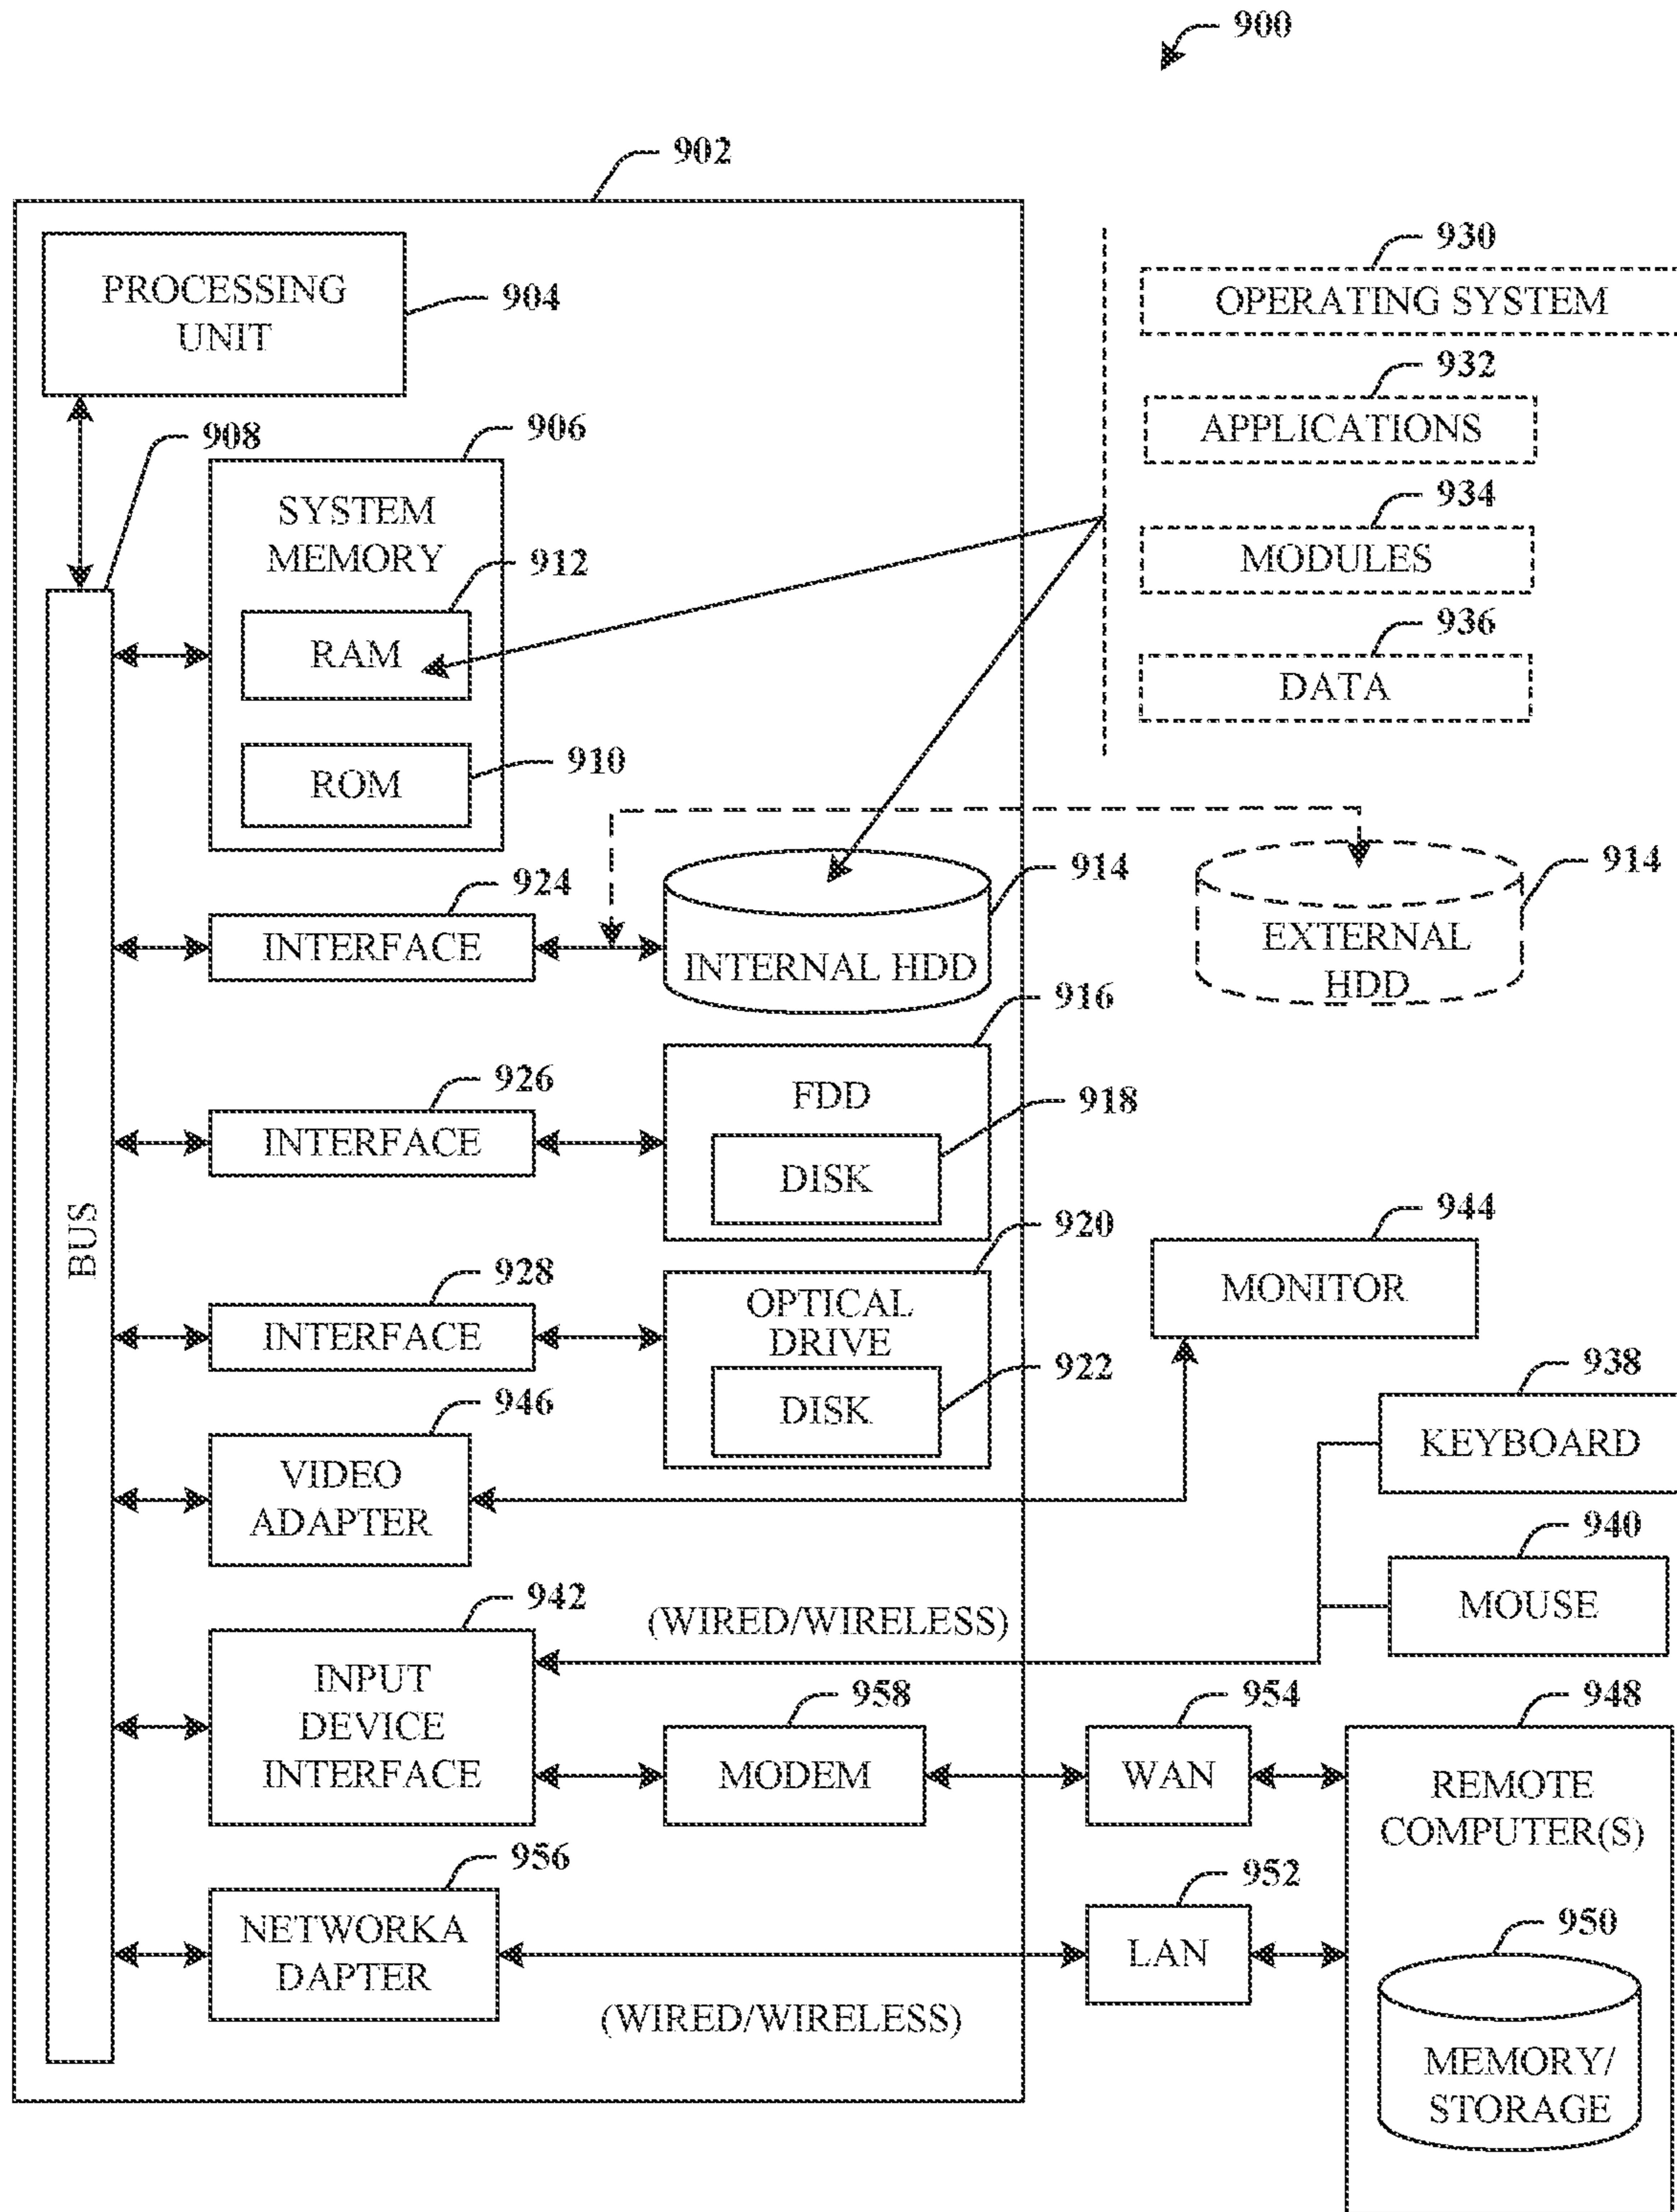 900
902
PROCESSING
UNIT
904
908
906
SYSTEM
MEMORY
912
RAM
910
ROM
930
OPERATING SYSTEM
932
APPLICATIONS
934
MODULES
936
DATA
924
INTERFACE
914
INTERNAL HDD
914
EXTERNAL
HDD
926
INTERFACE
916
FDD
918
DISK
BUS
928
INTERFACE
920
OPTICAL
DRIVE
922
DISK
944
MONITOR
946
VIDEO
ADAPTER
938
KEYBOARD
940
MOUSE
942
INPUT
DEVICE
INTERFACE
(WIRED/WIRELESS)
958
MODEM
954
WAN
948
REMOTE
COMPUTER(S)
956
NETWORKA
DAPTER
(WIRED/WIRELESS)
952
LAN
950
MEMORY/
STORAGE